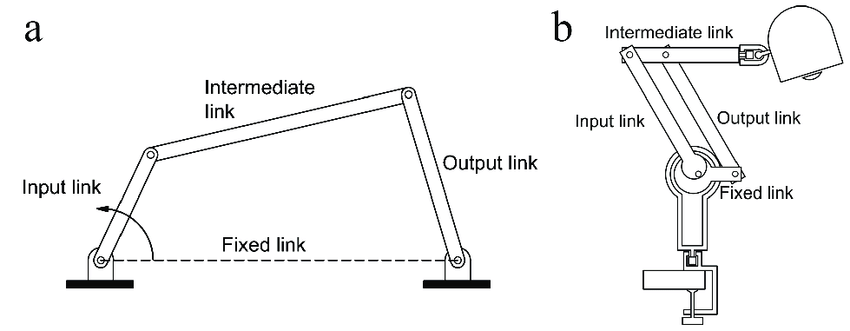 a
Intermediate
link
Input link
Output link
Fixed link
b
Intermediate link
Input link
Output link
Fixed link